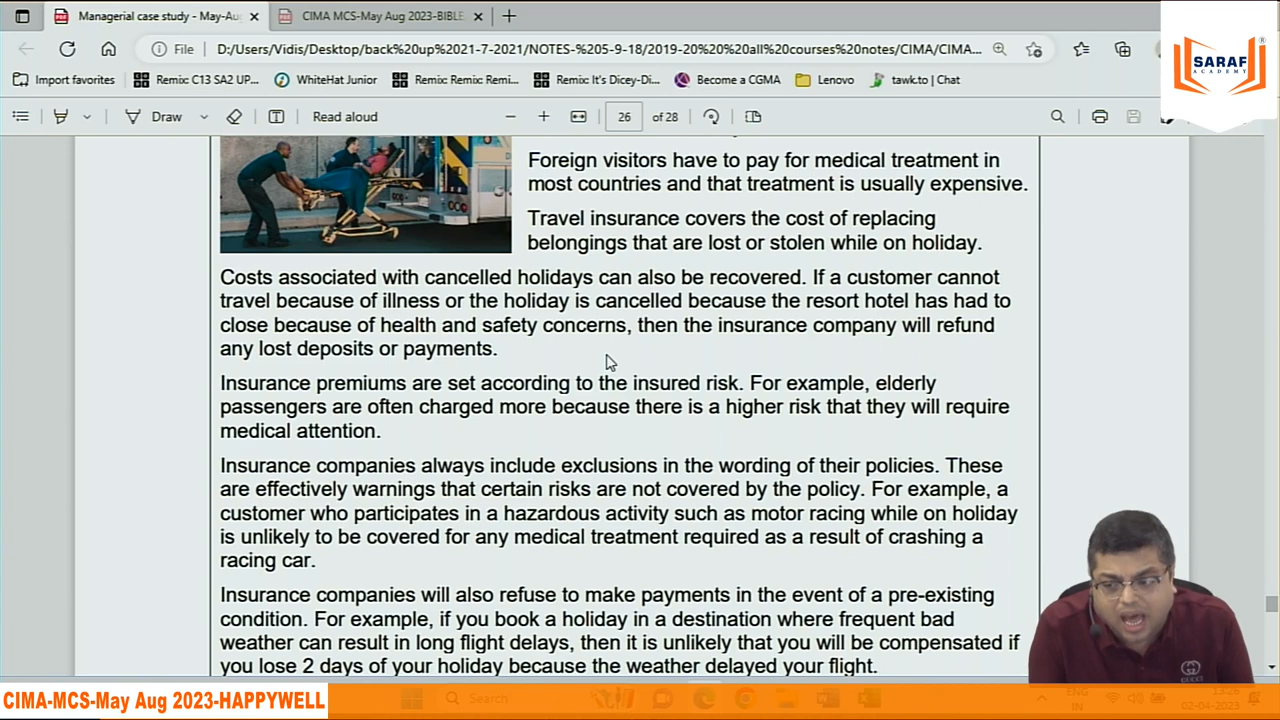 Managerial case study - May-Au
CIMA MCS-May Aug 2023-BIBLE
File
D:/Users/Vidis/Desktop/back%20up%2021-7-2021/NOTES-%205-9-18/2019-20%20%20all%20courses%20notes/CIMA/CIMA...
Import favorites
Remix: C13 SA2 UP...
WhiteHat Junior
Remix: Remix: Remi...
Remix: It's Dicey-Di...
Become a CGMA
Lenovo
tawk.to | Chat
SARAF
ACADEMY
Draw
Read aloud
26
of 28
Foreign visitors have to pay for medical treatment in
most countries and that treatment is usually expensive.
Travel insurance covers the cost of replacing
belongings that are lost or stolen while on holiday.
Costs associated with cancelled holidays can also be recovered. If a customer cannot
travel because of illness or the holiday is cancelled because the resort hotel has had to
close because of health and safety concerns, then the insurance company will refund
any lost deposits or payments.
Insurance premiums are set according to the insured risk. For example, elderly
passengers are often charged more because there is a higher risk that they will require
medical attention.
Insurance companies always include exclusions in the wording of their policies. These
are effectively warnings that certain risks are not covered by the policy. For example, a
customer who participates in a hazardous activity such as motor racing while on holiday
is unlikely to be covered for any medical treatment required as a result of crashing a
racing car.
Insurance companies will also refuse to make payments in the event of a pre-existing
condition. For example, if you book a holiday in a destination where frequent bad
weather can result in long flight delays, then it is unlikely that you will be compensated if
you lose 2 days of your holiday because the weather delayed your flight.
GUCCI
CIMA-MCS-May Aug 2023-HAPPYWELL
Search
ENG
IN
13:26
02-04-2023